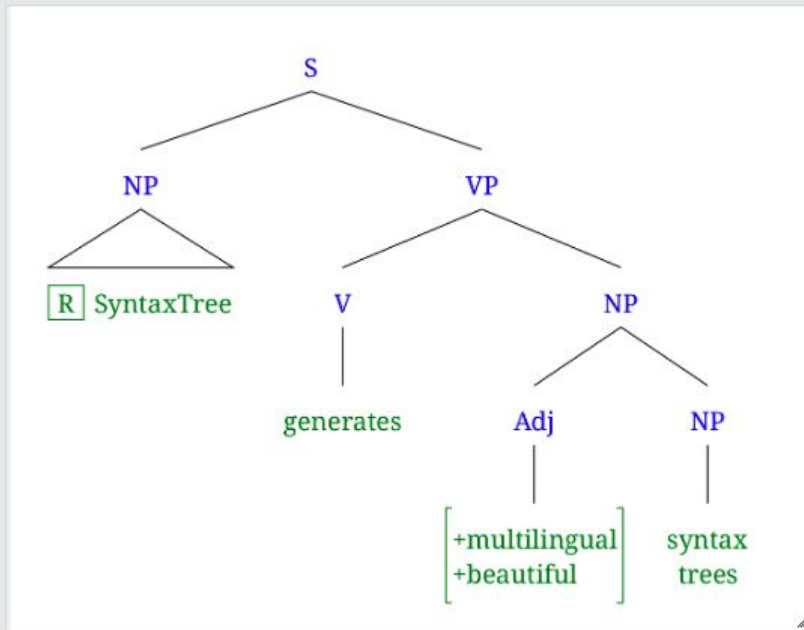 S
NP VP
R SyntaxTree V NP
generates Adj NP
+multilingual syntax
+beautiful trees